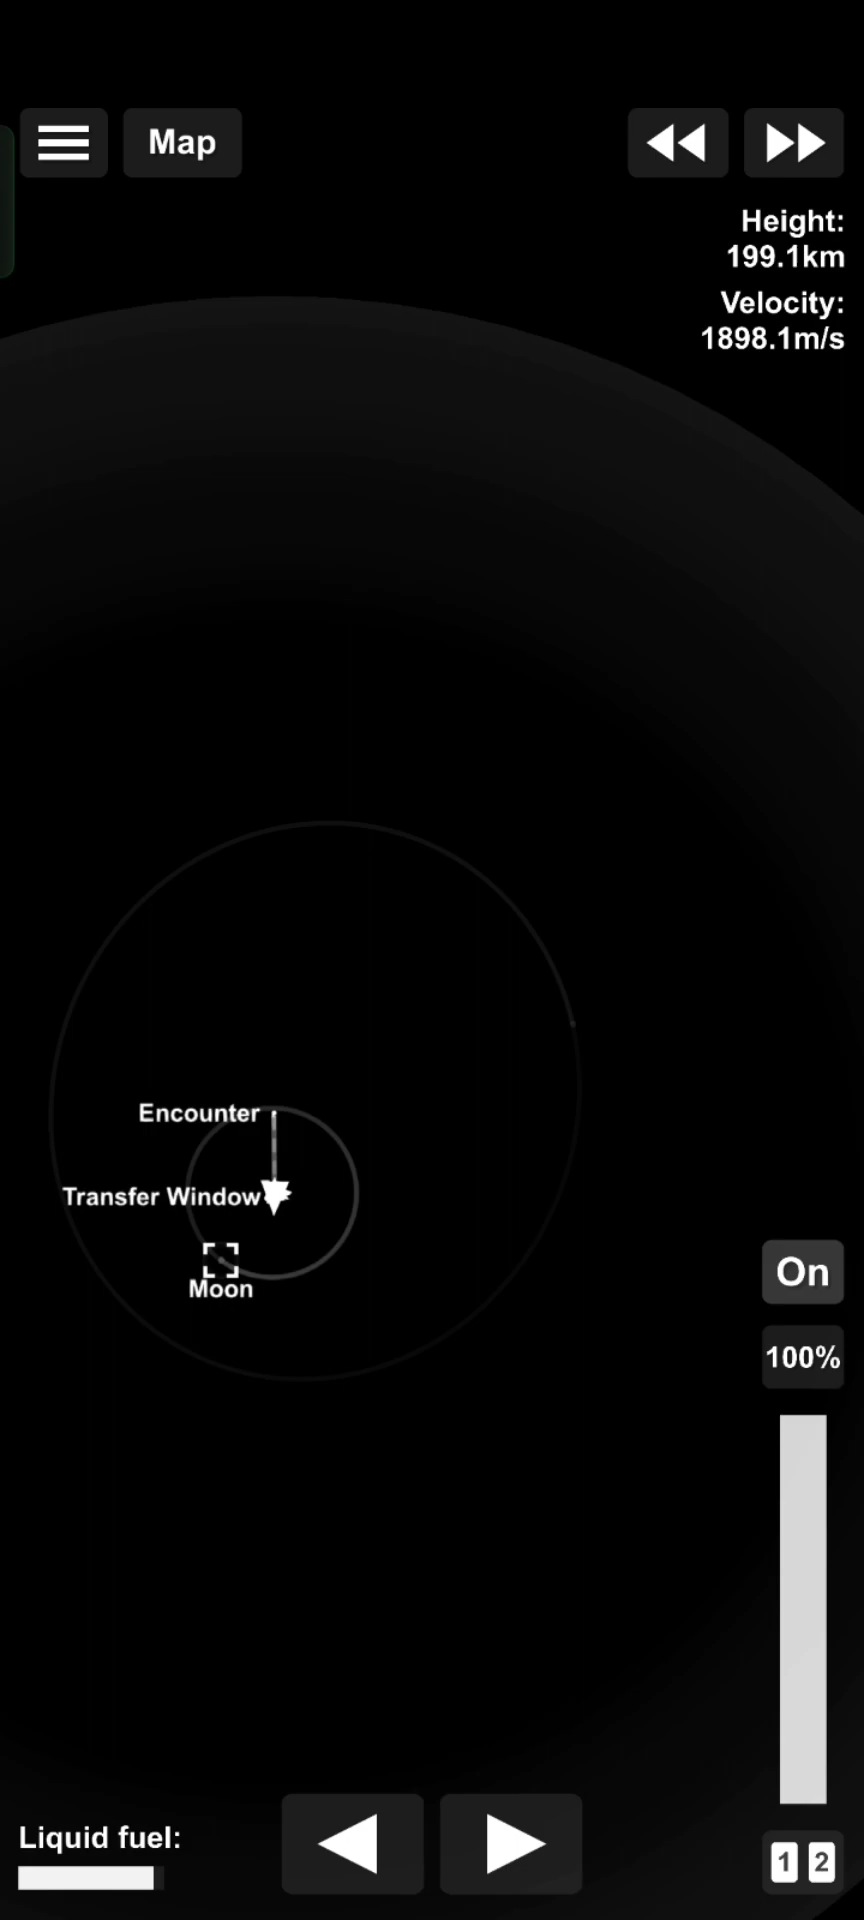 Map
Height:
199.1km
Velocity:
1898.1m/s
Encounter
Transfer Window
Moon
On
100%
Liquid fuel:
1 2